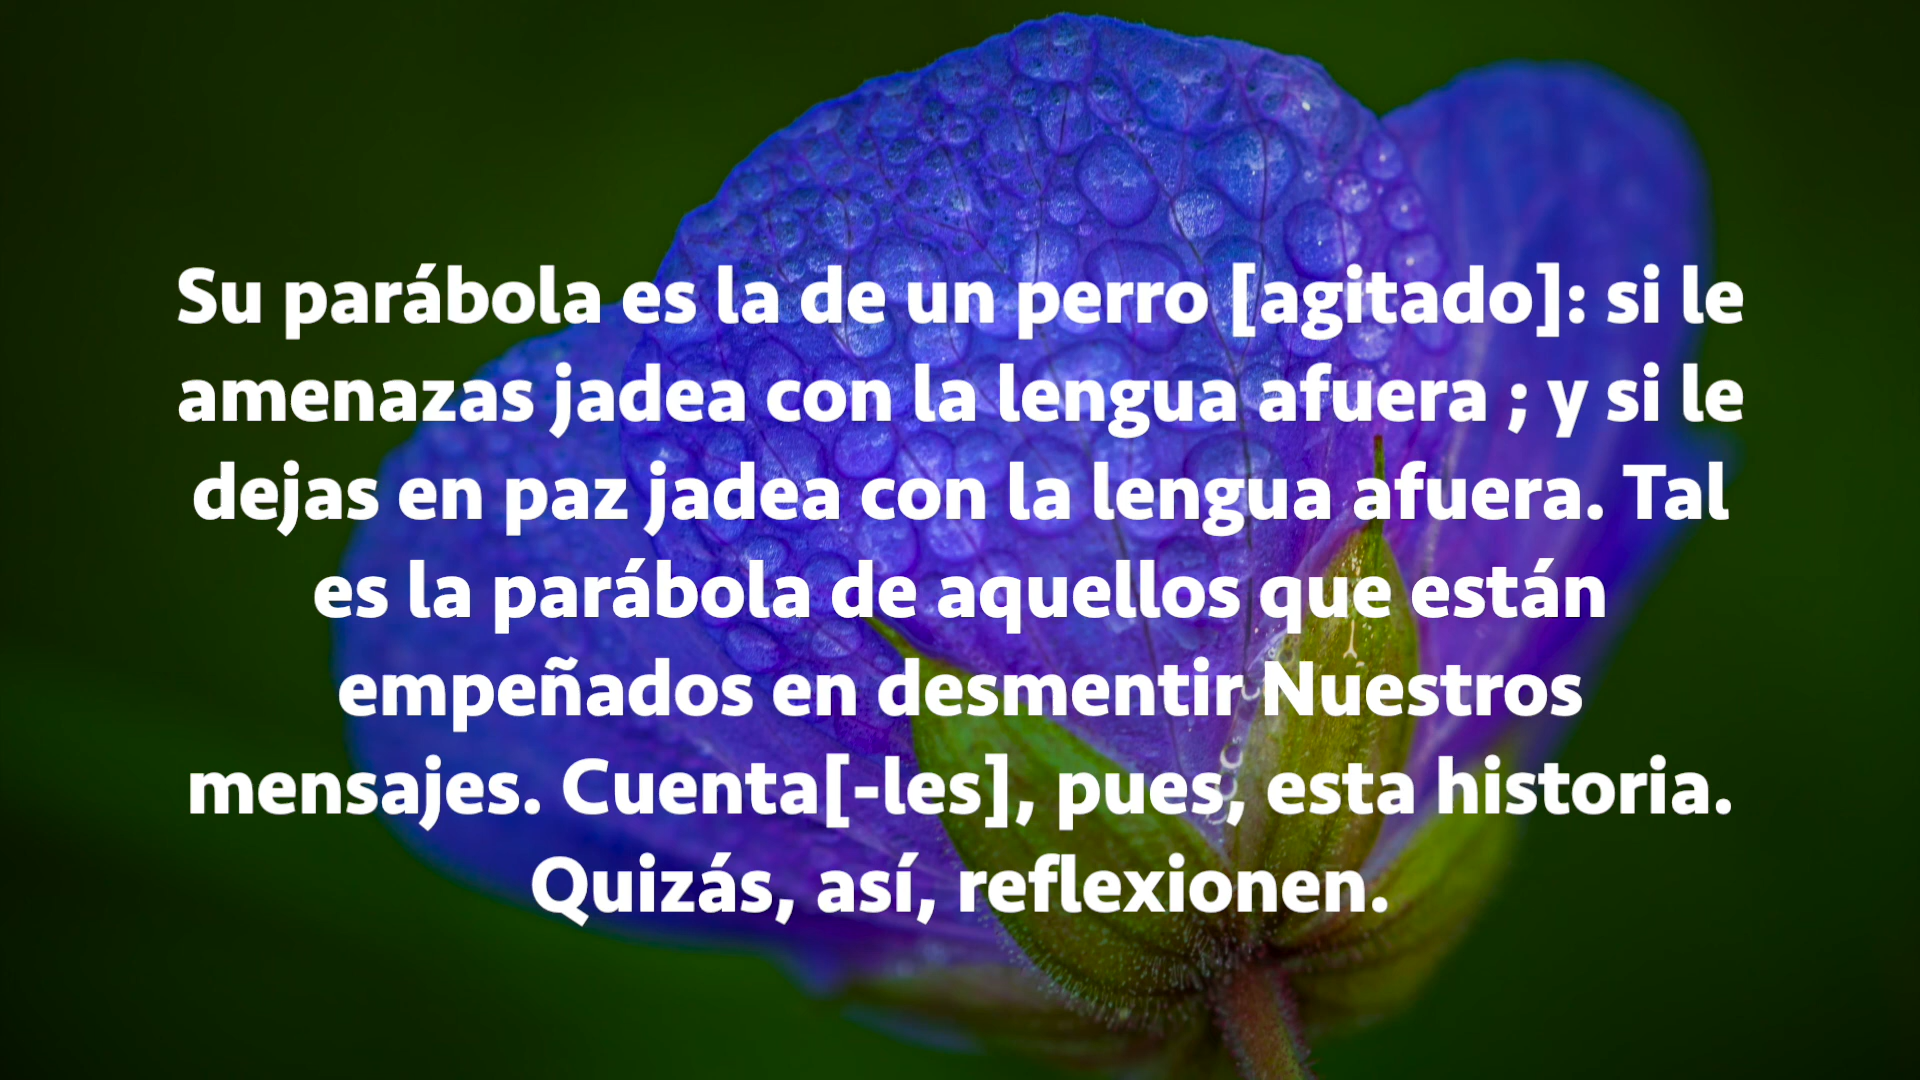 Su parábola es la de un perro [agitado]: si le
amenazas jadea con la lengua afuera ; y si le
dejas en paz jadea con la lengua afuera. Tal
es la parábola de aquellos que están
empeñados en desmentir Nuestros
mensajes. Cuenta[-les], pues, esta historia.
Quizás, así, reflexionen.